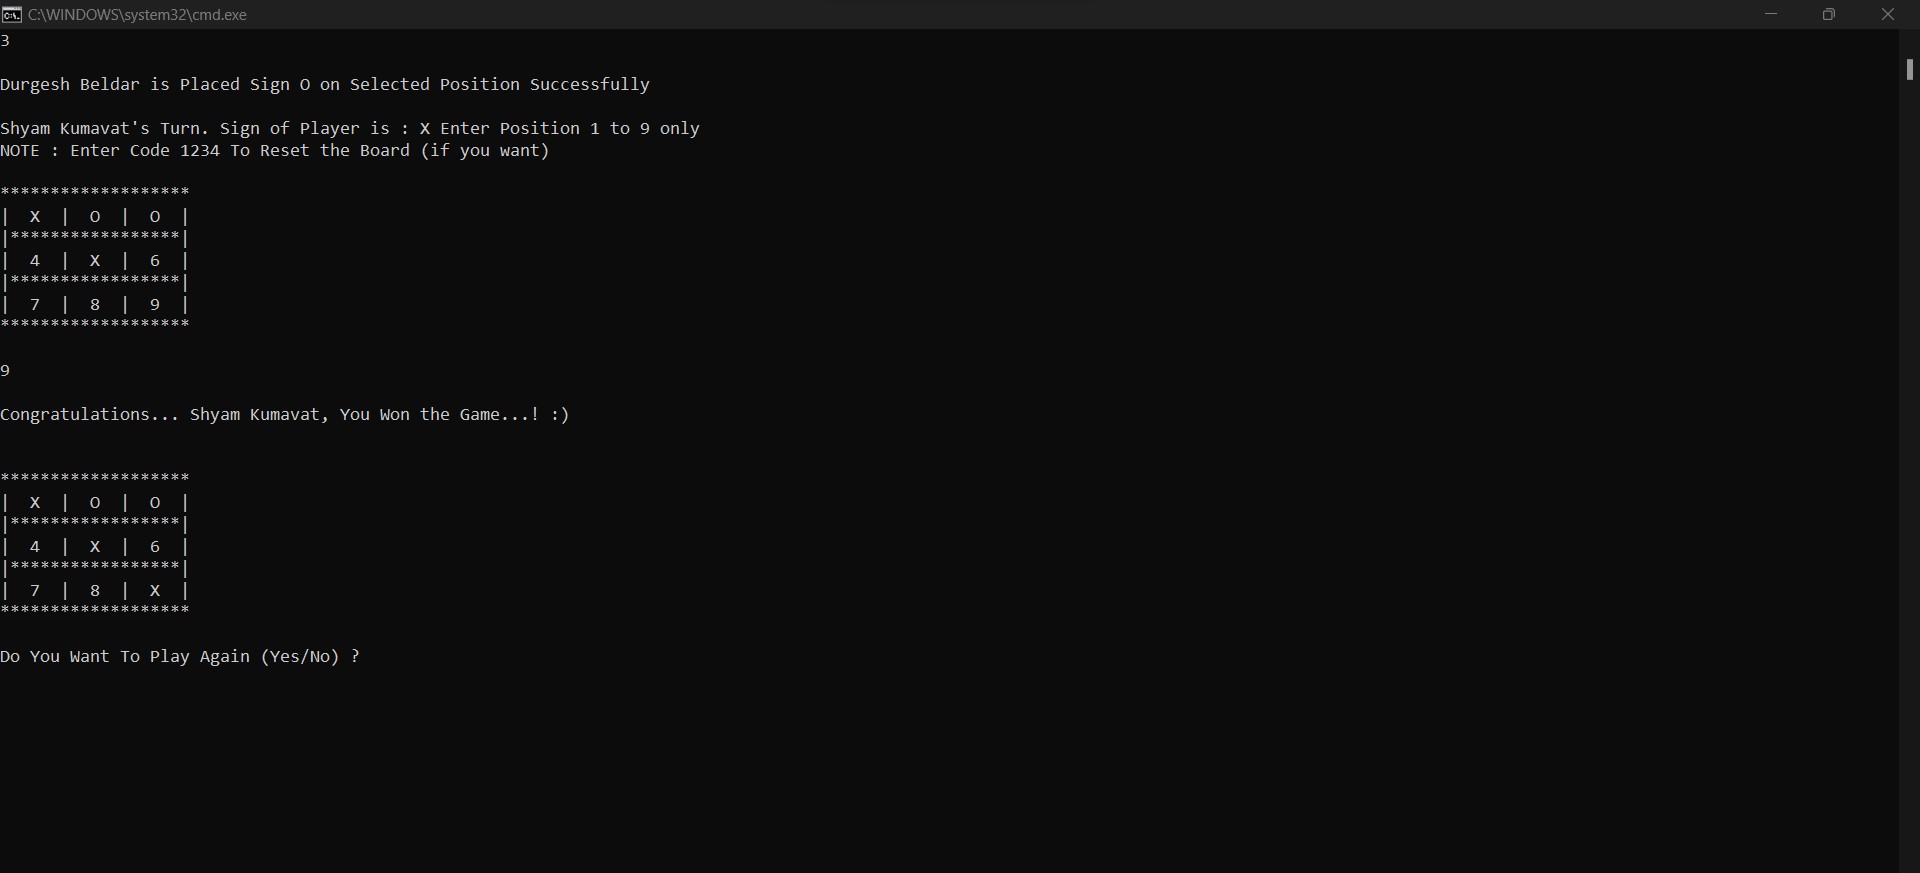 C:\WINDOWS\system32\cmd.exe
3
Durgesh Beldar is Placed Sign O on Selected Position Successfully
Shyam Kumavat's Turn. Sign of Player is : X Enter Position 1 to 9 only
NOTE : Enter Code 1234 To Reset the Board (if you want)
*******************
|  X  |  O  |  O  |
|*****************|
|  4  |  X  |  6  |
|*****************|
|  7  |  8  |  9  |
*******************
9
Congratulations... Shyam Kumavat, You Won the Game...! :)
*******************
|  X  |  O  |  O  |
|*****************|
|  4  |  X  |  6  |
|*****************|
|  7  |  8  |  X  |
*******************
Do You Want To Play Again (Yes/No) ?